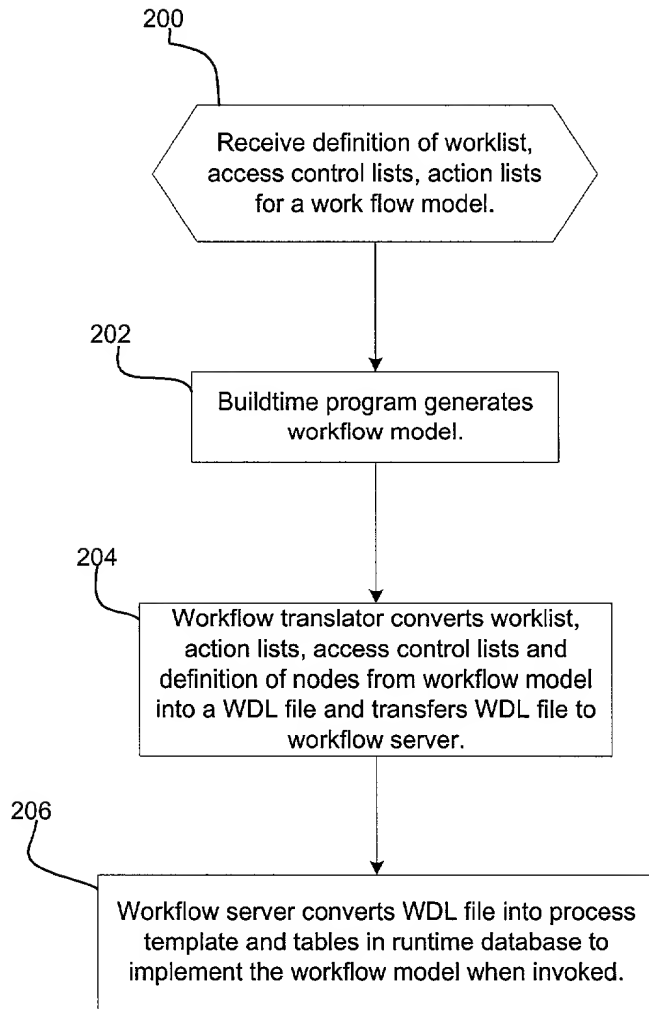 200
Receive definition of worklist,
access control lists, action lists
for a work flow model.
202
Buildtime program generates
workflow model.
204
Workflow translator converts worklist,
action lists, access control lists and
definition of nodes from workflow model
into a WDL file and transfers WDL file to
workflow server.
206
Workflow server converts WDL file into process
template and tables in runtime database to
implement the workflow model when invoked.